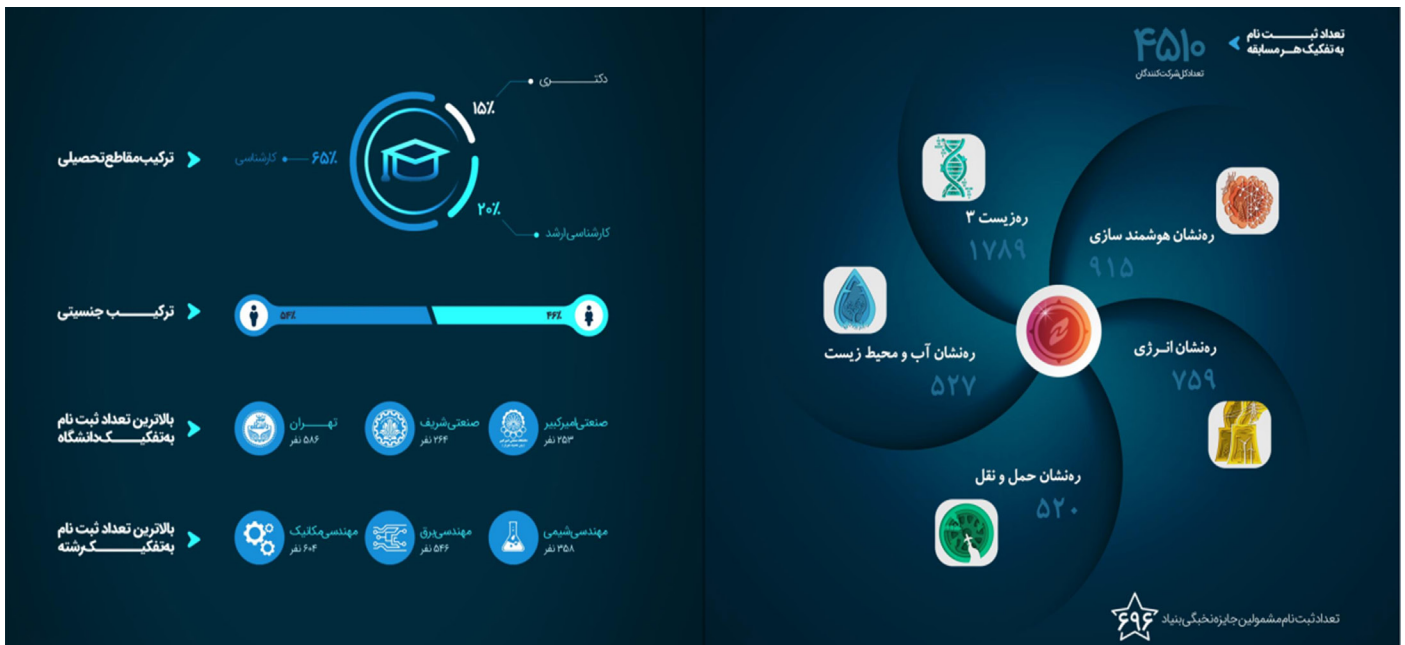 تعداد ثبت نام
به تفکیک هر مسابقه
۴۵۱۰
تعداد کل شرکت‌کنندگان
ره‌زیست ۳
۱۷۸۹
ره‌نشان هوشمند سازی
۹۱۵
ره‌نشان آب و محیط زیست
۵۲۷
ره‌نشان انرژی
۷۵۹
ره‌نشان حمل و نقل
۵۲۰
تعداد ثبت نام مشمولین جایزه نخبگی بنیاد
۶۹۶
ترکیب مقاطع تحصیلی
دکتری
۱۵٪
۶۵٪ کارشناسی
۲۰٪
کارشناسی ارشد
ترکیب جنسیتی
۵۴٪
۴۶٪
بالاترین تعداد ثبت نام
به تفکیک دانشگاه
تهران
۵۸۶ نفر
صنعتی شریف
۲۶۴ نفر
صنعتی امیرکبیر
۲۵۳ نفر
بالاترین تعداد ثبت نام
به تفکیک رشته
مهندسی مکانیک
۶۰۴ نفر
مهندسی برق
۵۴۶ نفر
مهندسی شیمی
۳۵۸ نفر